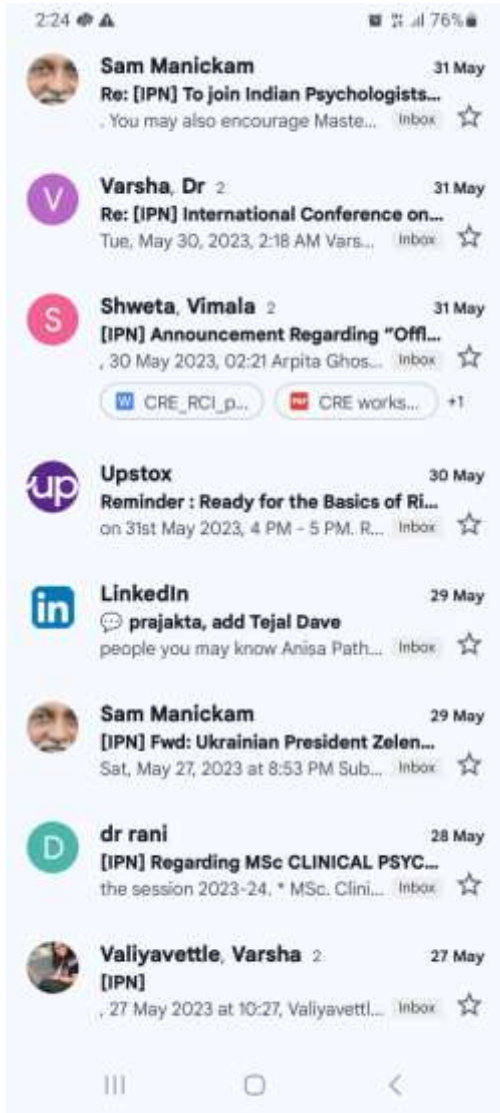 2:24
76%
Sam Manickam
31 May
Re: [IPN] To join Indian Psychologists...
. You may also encourage Maste... Inbox
V
Varsha, Dr 2
31 May
Re: [IPN] International Conference on...
Tue, May 30, 2023, 2:18 AM Vars... Inbox
S
Shweta, Vimala 2
31 May
[IPN] Announcement Regarding "Offl...
, 30 May 2023, 02:21 Arpita Ghos... Inbox
W CRE_RCI_p... PDF CRE works... +1
up
Upstox
30 May
Reminder : Ready for the Basics of Ri...
on 31st May 2023, 4 PM - 5 PM. R... Inbox
in
LinkedIn
29 May
prajakta, add Tejal Dave
people you may know Anisa Path... Inbox
Sam Manickam
29 May
[IPN] Fwd: Ukrainian President Zelen...
Sat, May 27, 2023 at 8:53 PM Sub... Inbox
D
dr rani
28 May
[IPN] Regarding MSc CLINICAL PSYC...
the session 2023-24. * MSc. Clini... Inbox
Valiyavettle, Varsha 2
27 May
[IPN]
, 27 May 2023 at 10:27, Valiyavettl... Inbox